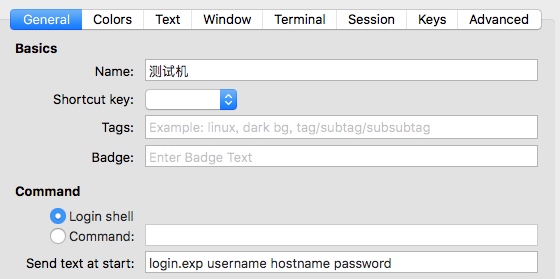 General Colors Text Window Terminal Session Keys Advanced
Basics
Name: 测试机
Shortcut key:
Tags: Example: linux, dark bg, tag/subtag/subsubtag
Badge: Enter Badge Text
Command
Login shell
Command:
Send text at start: login.exp username hostname password